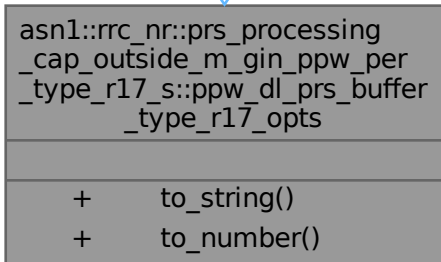 asn1::rrc_nr::prs_processing
_cap_outside_m_gin_ppw_per
_type_r17_s::ppw_dl_prs_buffer
_type_r17_opts
+ to_string()
+ to_number()